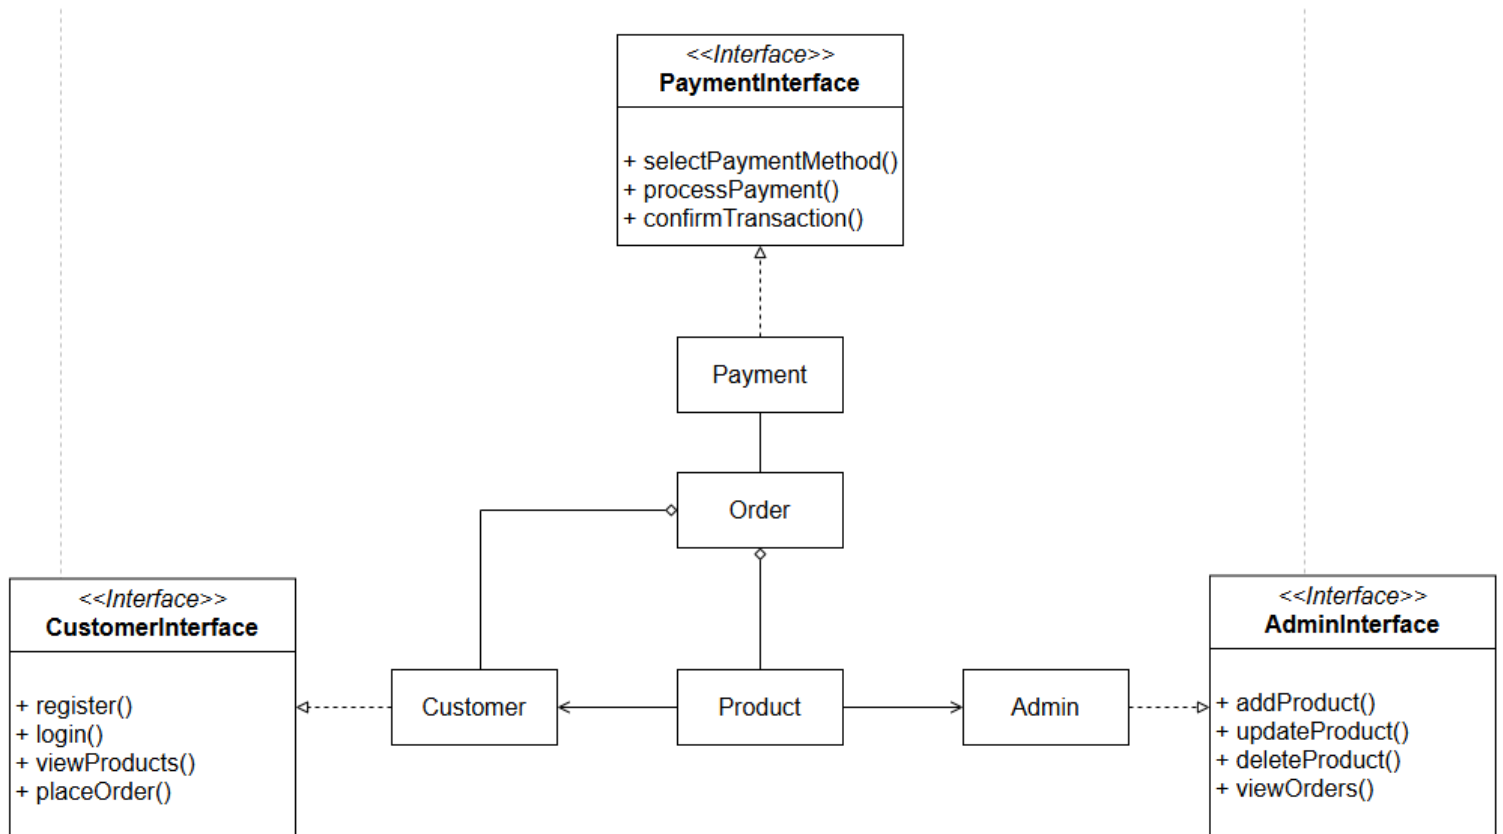 <<Interface>>
PaymentInterface
+ selectPaymentMethod()
+ processPayment()
+ confirmTransaction()
Payment
Order
<<Interface>>
CustomerInterface
+ register()
+ login()
+ viewProducts()
+ placeOrder()
Customer
Product
Admin
<<Interface>>
AdminInterface
+ addProduct()
+ updateProduct()
+ deleteProduct()
+ viewOrders()